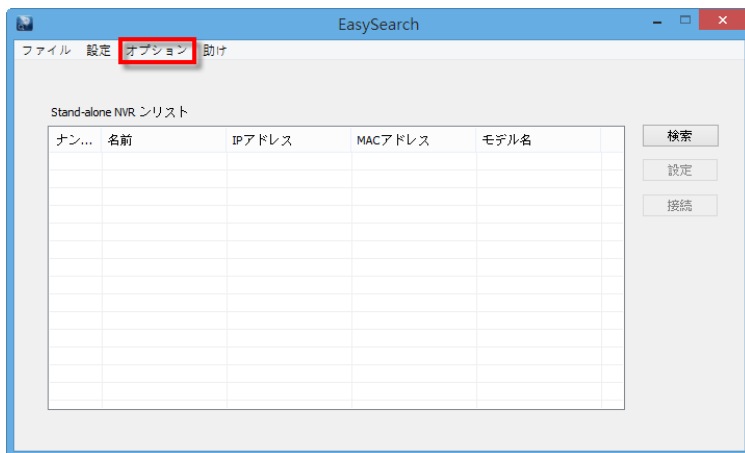 EasySearch
ファイル 設定 オプション 助け
Stand-alone NVR ンリスト
ナン... 名前 IPアドレス MACアドレス モデル名
検索
設定
接続